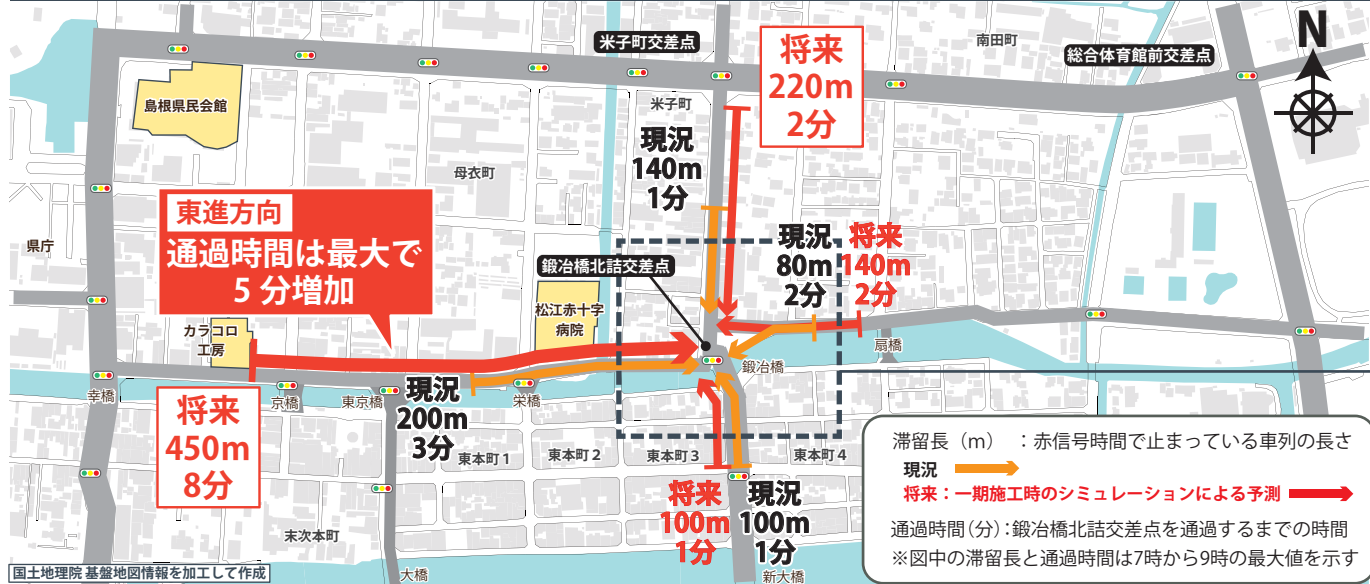 米子町交差点
南田町
総合体育館前交差点
N
将来
220m
2分
島根県民会館
米子町
現況
140m
1分
母衣町
東進方向
通過時間は最大で
5分増加
県庁
鍛冶橋北詰交差点
現況
80m
2分
将来
140m
2分
松江赤十字
病院
カラコロ
工房
扇橋
鍛冶橋
幸橋
京橋
東京橋
栄橋
現況
200m
3分
将来
450m
8分
東本町1
東本町2
東本町3
東本町4
将来
100m
1分
現況
100m
1分
末次本町
大橋
新大橋
滞留長(m) :赤信号時間で止まっている車列の長さ
現況
将来:一期施工時のシミュレーションによる予測
通過時間(分):鍛冶橋北詰交差点を通過するまでの時間
※図中の滞留長と通過時間は7時から9時の最大値を示す
国土地理院 基盤地図情報を加工して作成